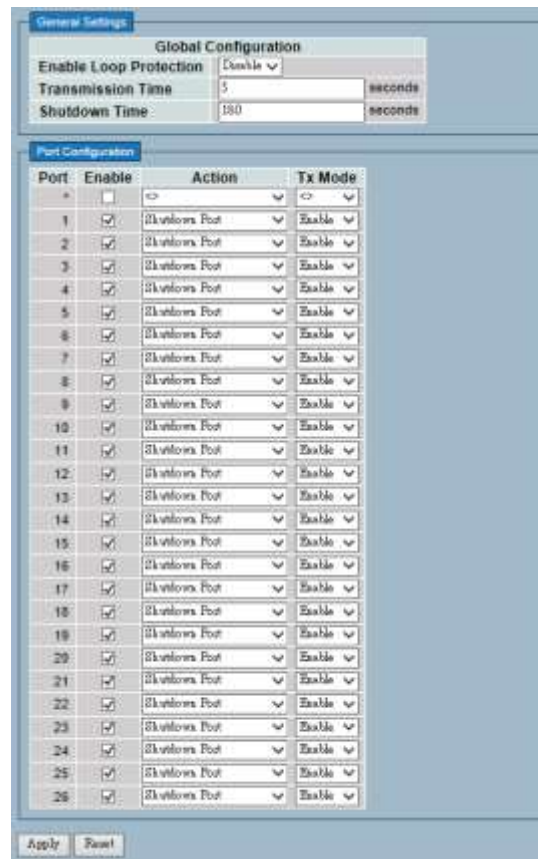 General Settings
Global Configuration
Enable Loop Protection Disable
Transmission Time 5 seconds
Shutdown Time 180 seconds
Port Configuration
Port Enable Action Tx Mode
* <> <>
1 Shutdown Port Enable
2 Shutdown Port Enable
3 Shutdown Port Enable
4 Shutdown Port Enable
5 Shutdown Port Enable
6 Shutdown Port Enable
7 Shutdown Port Enable
8 Shutdown Port Enable
9 Shutdown Port Enable
10 Shutdown Port Enable
11 Shutdown Port Enable
12 Shutdown Port Enable
13 Shutdown Port Enable
14 Shutdown Port Enable
15 Shutdown Port Enable
16 Shutdown Port Enable
17 Shutdown Port Enable
18 Shutdown Port Enable
19 Shutdown Port Enable
20 Shutdown Port Enable
21 Shutdown Port Enable
22 Shutdown Port Enable
23 Shutdown Port Enable
24 Shutdown Port Enable
25 Shutdown Port Enable
26 Shutdown Port Enable
Apply Reset